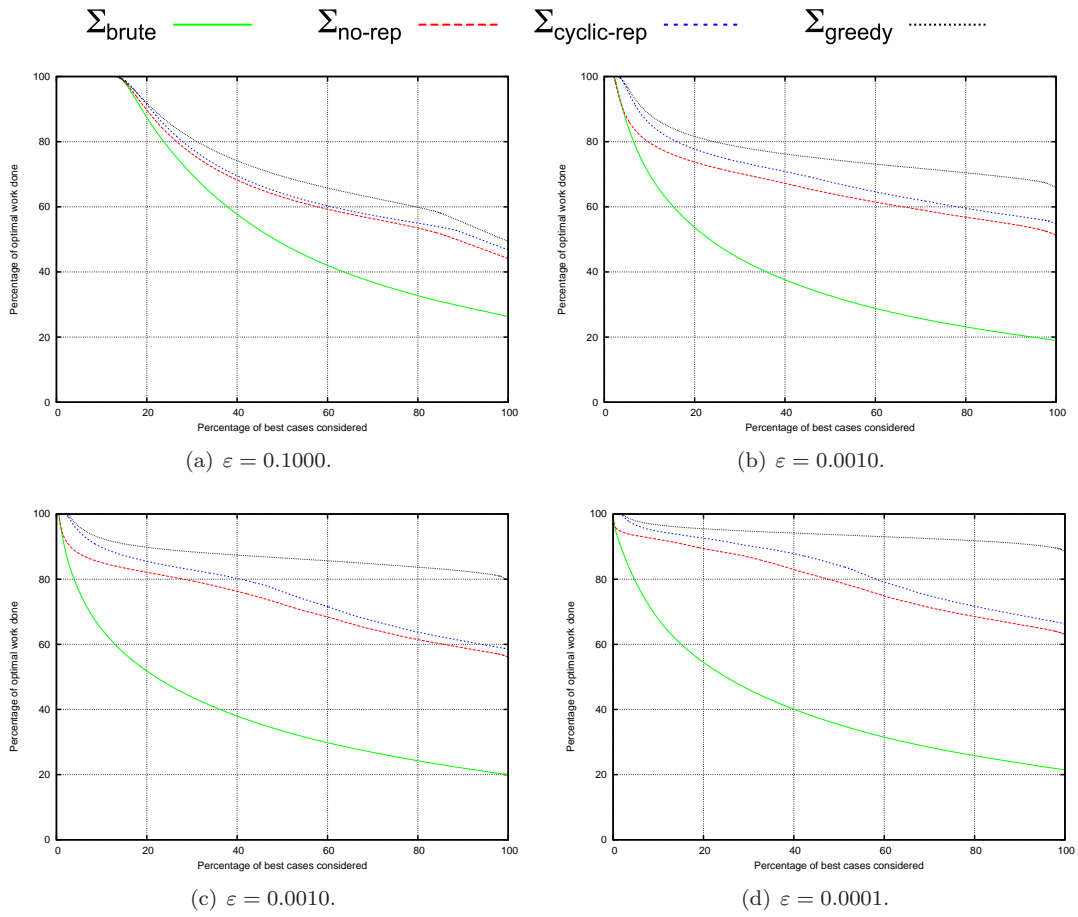 Σbrute Σno-rep Σcyclic-rep Σgreedy
Percentage of optimal work done
100
80
60
40
20
0
0 20 40 60 80 100
Percentage of best cases considered
(a) ε = 0.1000.
Percentage of optimal work done
100
80
60
40
20
0
0 20 40 60 80 100
Percentage of best cases considered
(b) ε = 0.0010.
Percentage of optimal work done
100
80
60
40
20
0
0 20 40 60 80 100
Percentage of best cases considered
(c) ε = 0.0010.
Percentage of optimal work done
100
80
60
40
20
0
0 20 40 60 80 100
Percentage of best cases considered
(d) ε = 0.0001.